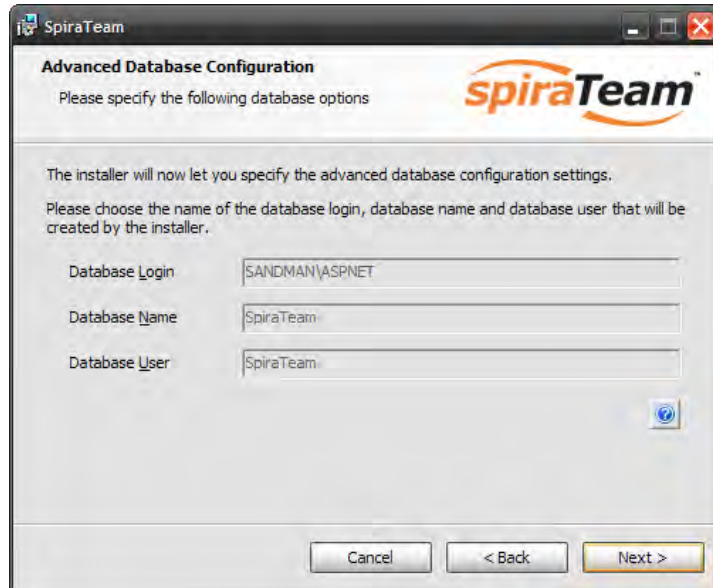 SpiraTeam
Advanced Database Configuration
Please specify the following database options
spiraTeam™
The installer will now let you specify the advanced database configuration settings.
Please choose the name of the database login, database name and database user that will be
created by the installer.
Database Login
SANDMAN\ASPNET
Database Name
SpiraTeam
Database User
SpiraTeam
?
Cancel
< Back
Next >